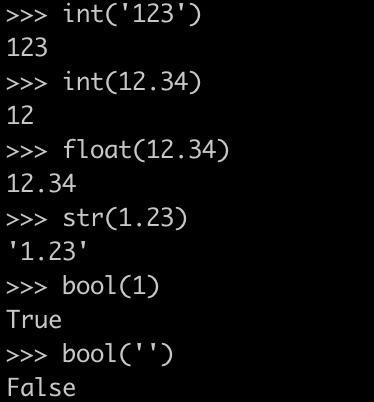 >>> int('123')
123
>>> int(12.34)
12
>>> float(12.34)
12.34
>>> str(1.23)
'1.23'
>>> bool(1)
True
>>> bool('')
False